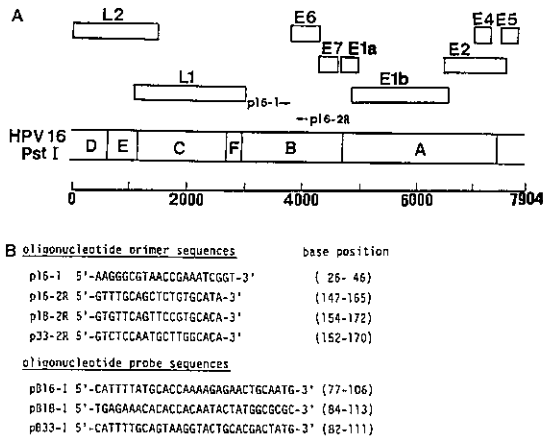 A
L2
E6
E4 E5
E7 E1a
E2
L1
p16-1
E1b
p16-2R
HPV 16
Pst I
D E C F B A
0 2000 4000 6000 7904
B oligonucleotide primer sequences base position
p16-1 5'-AAGGGCGTAACCGAAATCGGT-3' ( 26- 46)
p16-2R 5'-GTTTGCAGCTCTGTGCATA-3' (147-165)
p18-2R 5'-GTGTTCAGTTCCGTGCACA-3' (154-172)
p33-2R 5'-GTCTCCAATGCTTGGCACA-3' (152-170)
oligonucleotide probe sequences
pB16-I 5'-CATTTTATGCACCAAAAGAGAACTGCAATG-3' (77-106)
pB18-I 5'-TGAGAAACACACCACAATACTATGGCGCGC-3' (84-113)
pB33-I 5'-CATTTTGCAGTAAGGTACTGCACGACTATG-3' (82-111)